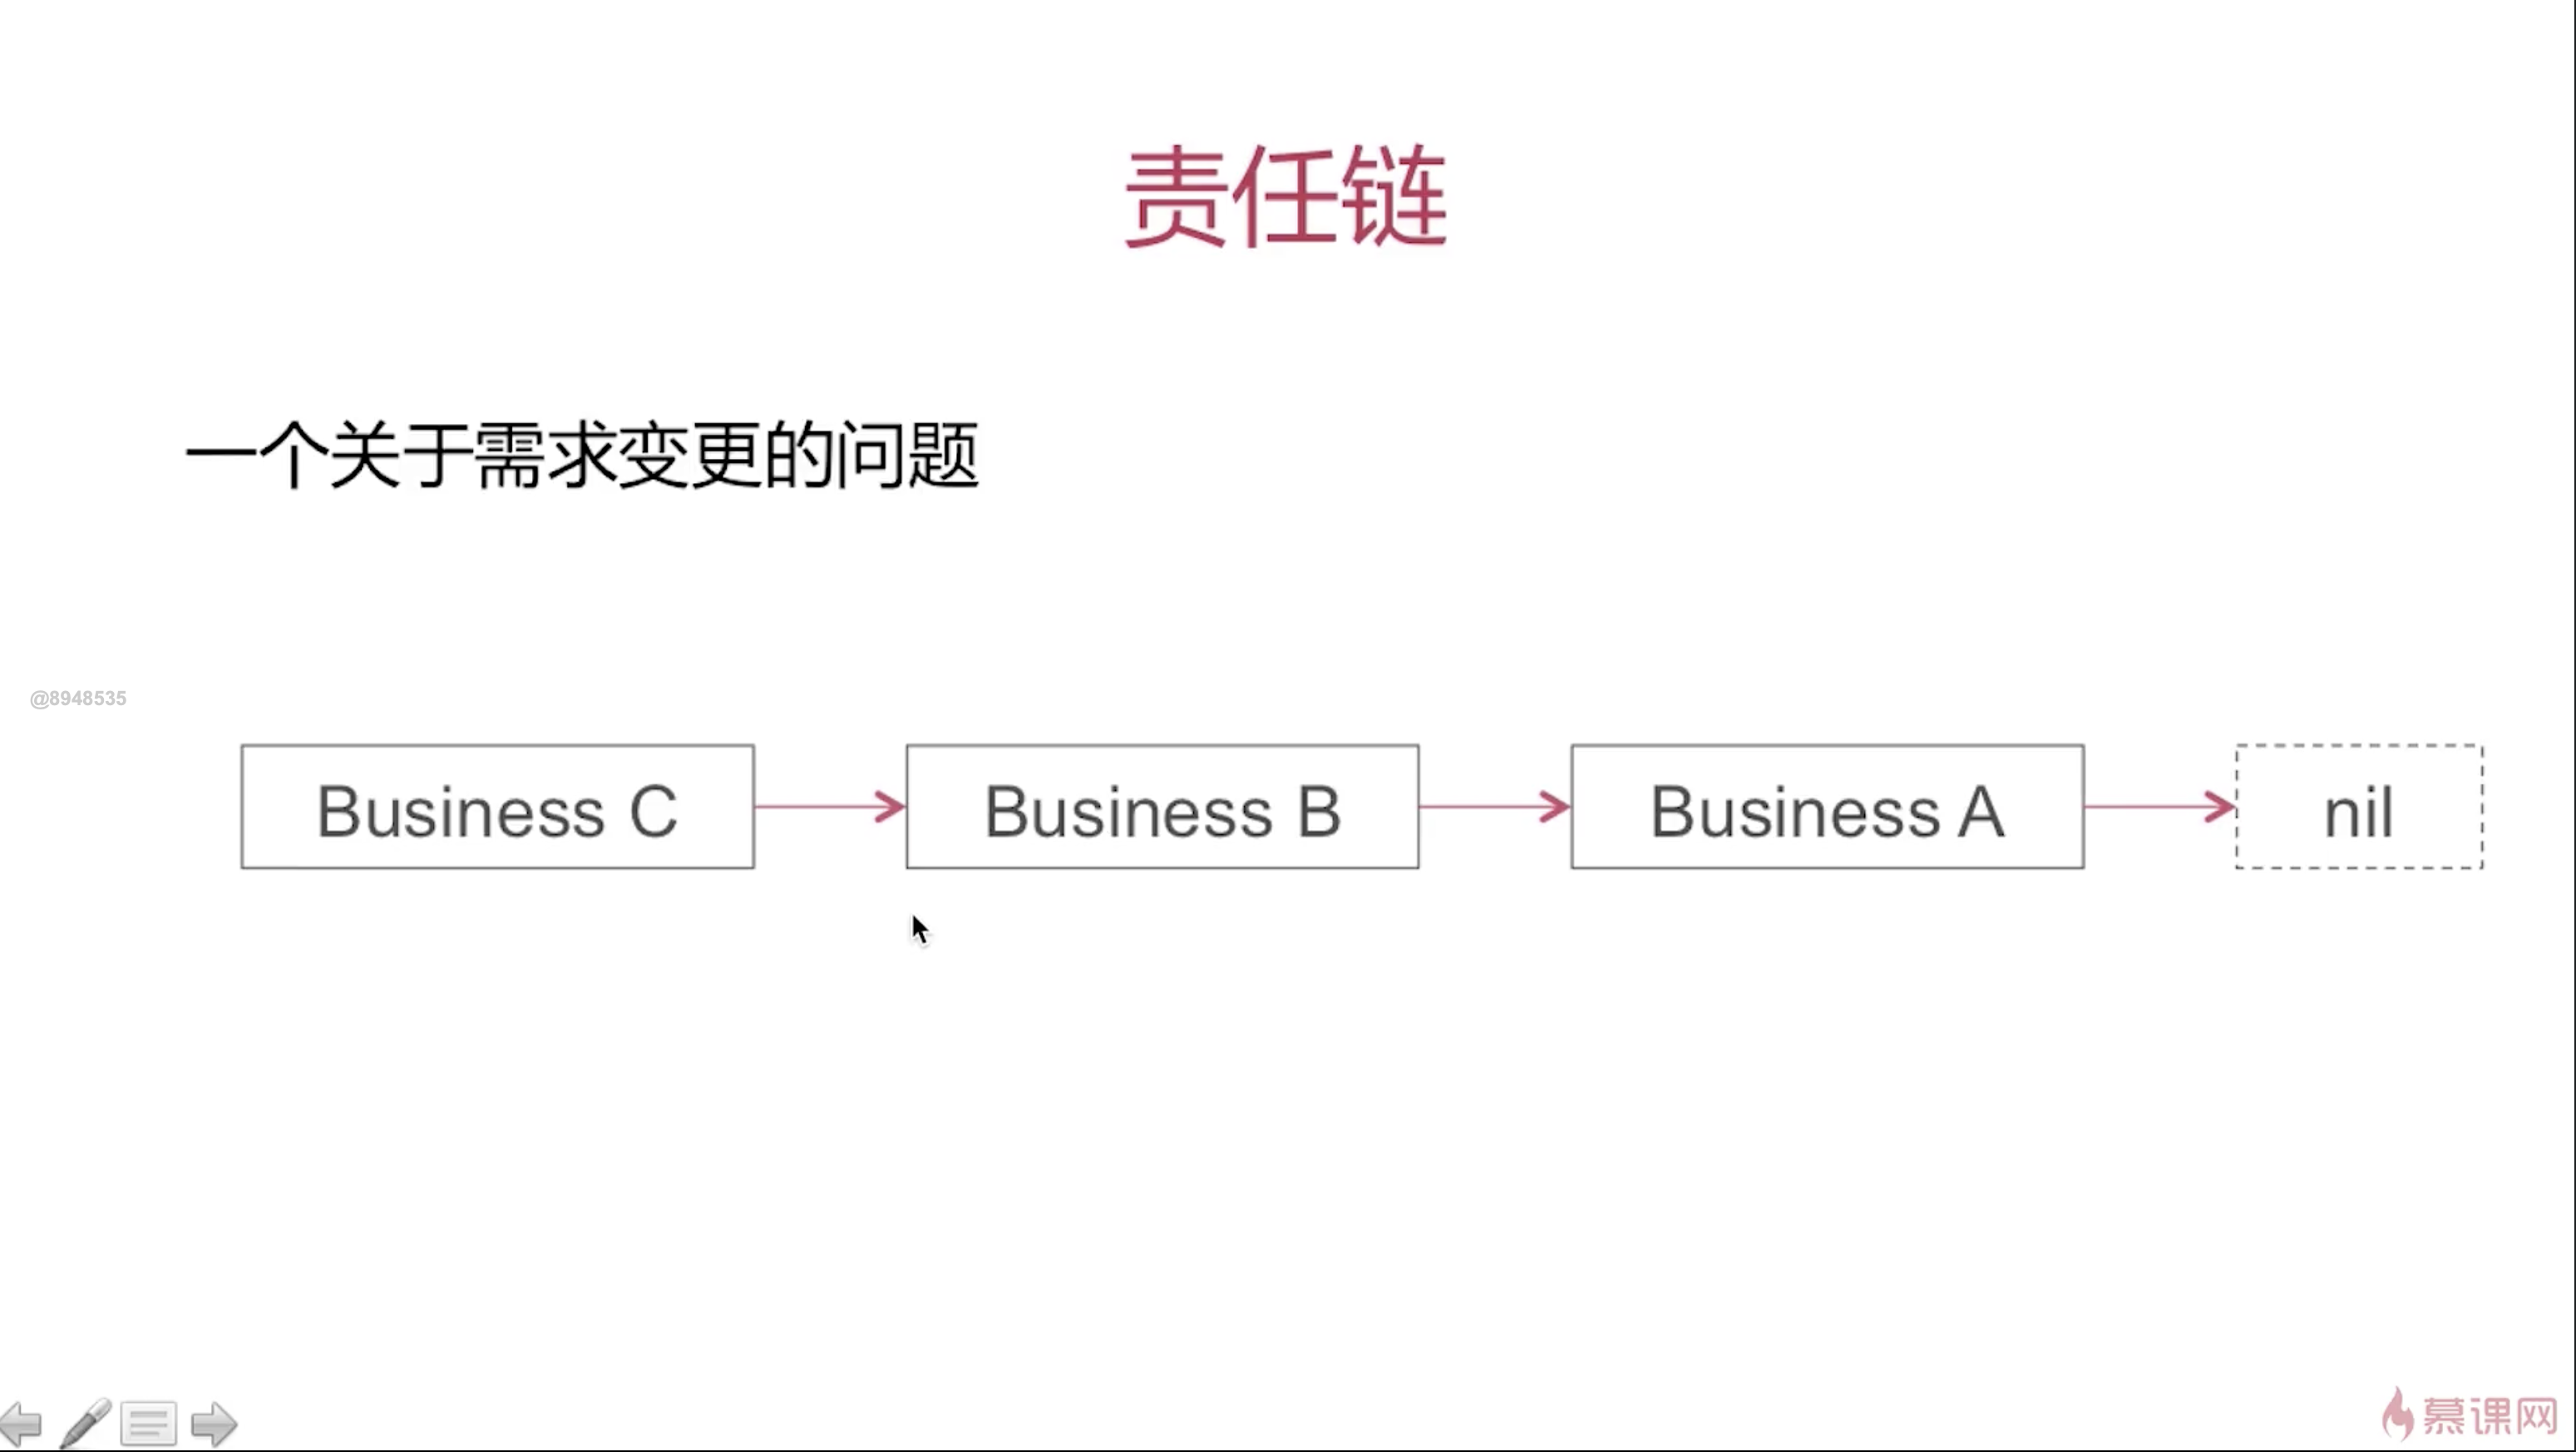 责任链
一个关于需求变更的问题
@8948535
Business C
Business B
Business A
nil
慕课网